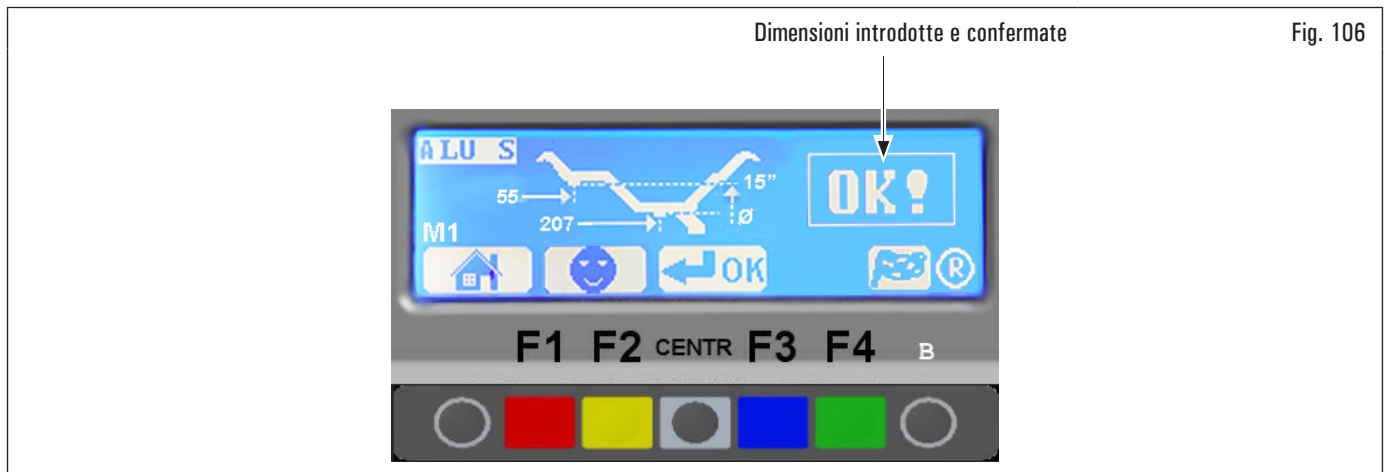 Dimensioni introdotte e confermate
Fig. 106
ALU S
OK!
15"
55
207
Ø
M1
OK
R
F1 F2 CENTR F3 F4 B